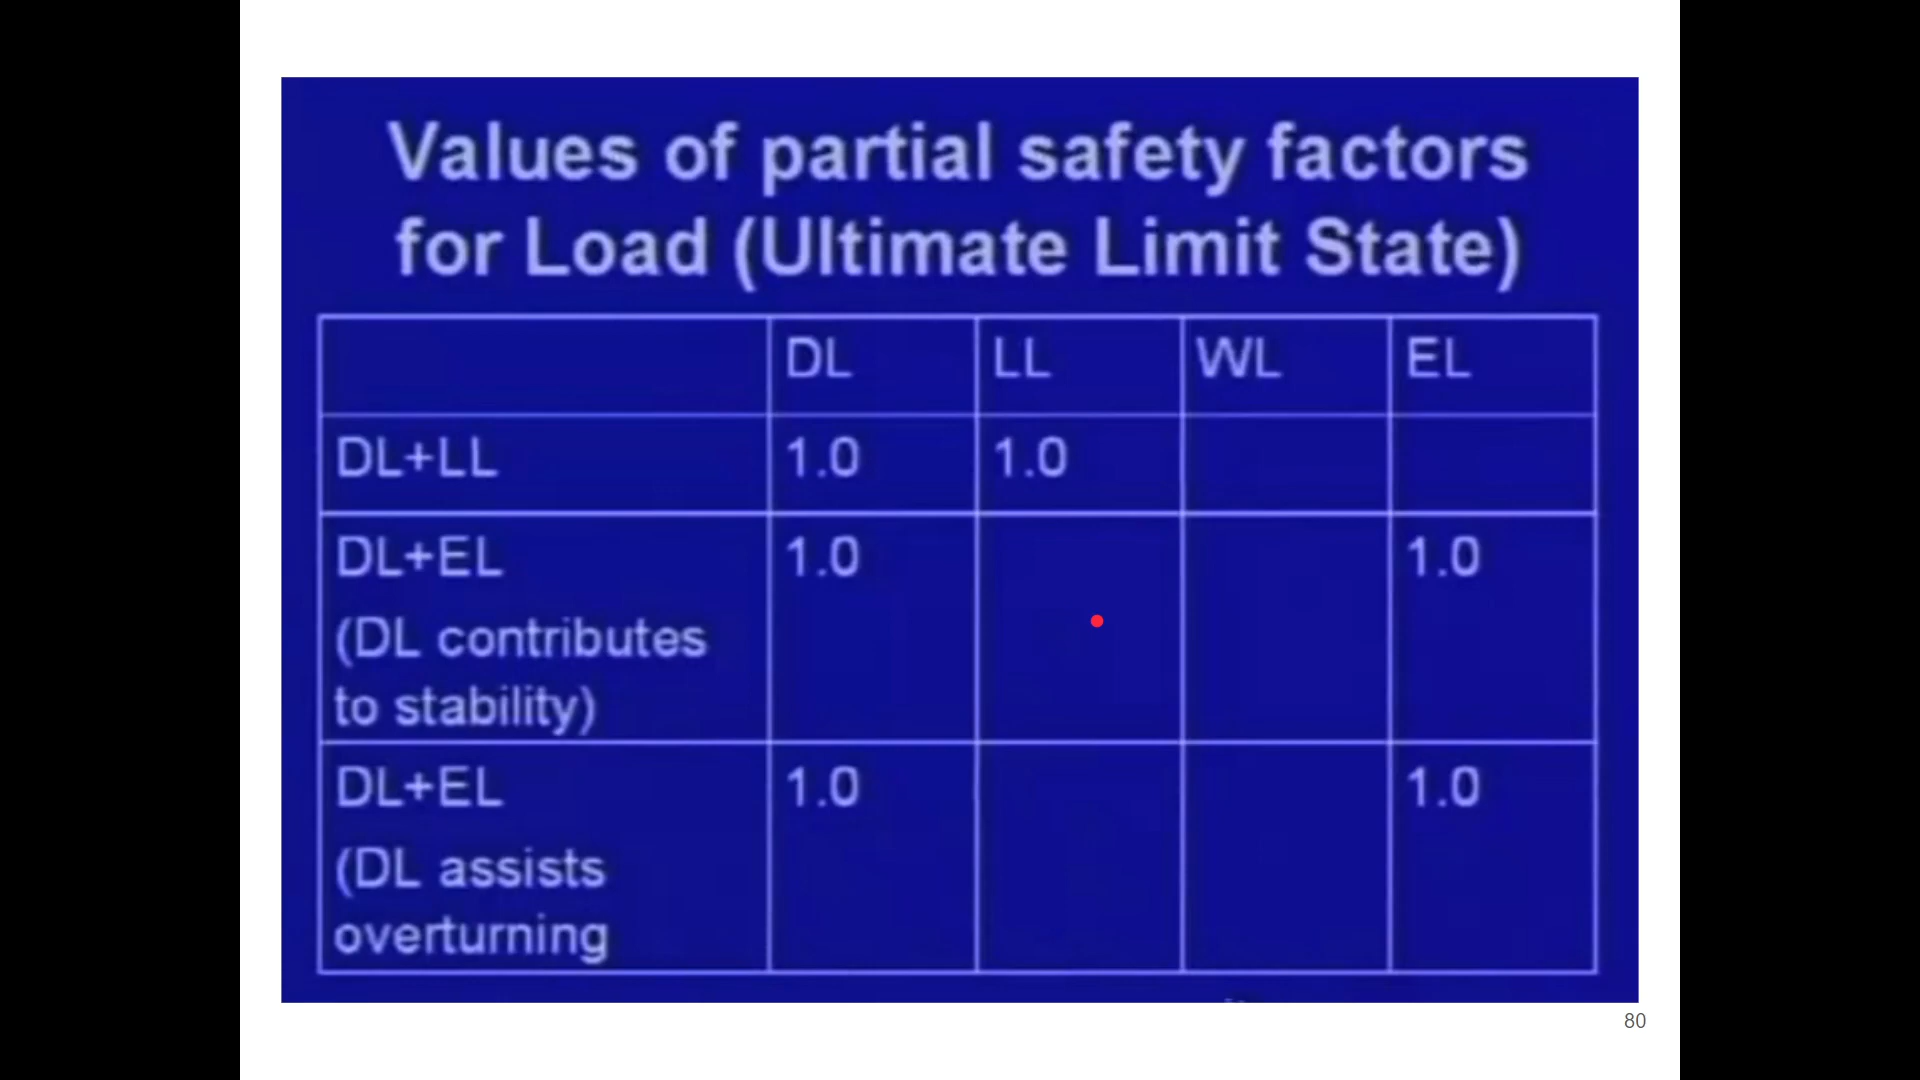 Values of partial safety factors
for Load (Ultimate Limit State)
DL LL WL EL
DL+LL 1.0 1.0
DL+EL 1.0 1.0
(DL contributes
to stability)
DL+EL 1.0 1.0
(DL assists
overturning
80